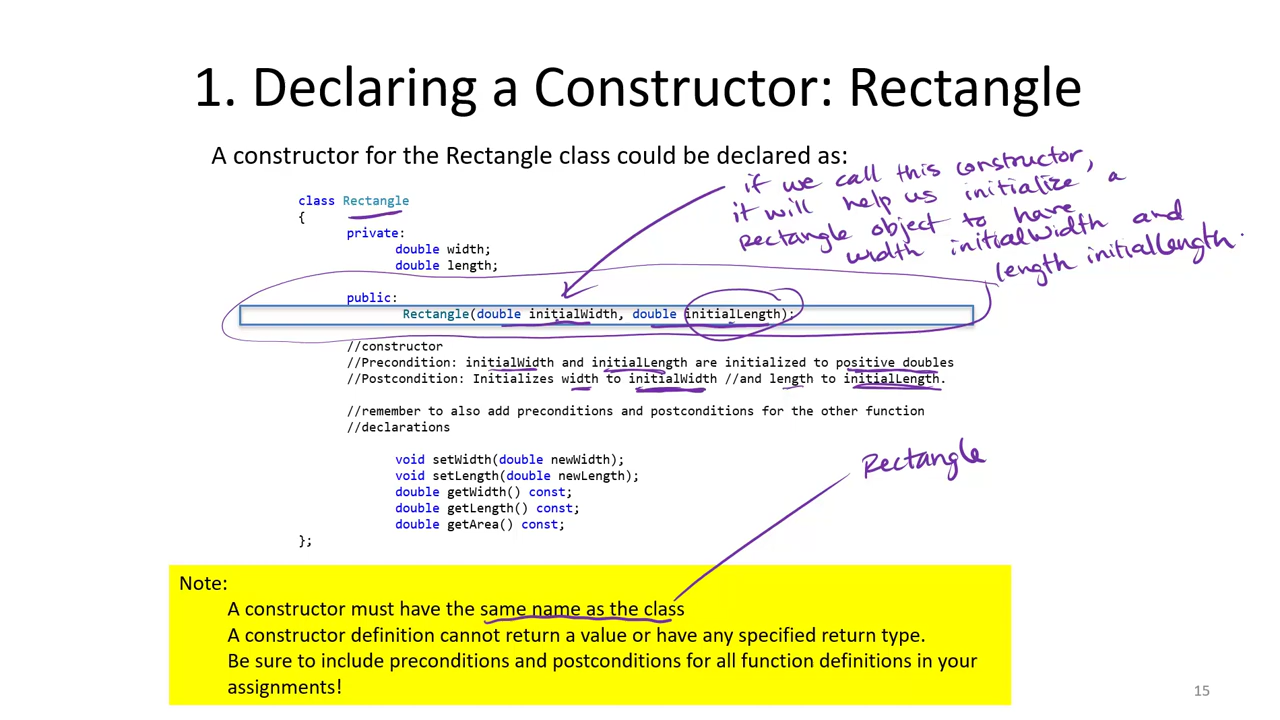 1. Declaring a Constructor: Rectangle
A constructor for the Rectangle class could be declared as:
if we call this constructor,
it will help us initialize a
Rectangle object to have
width initialWidth and
length initialLength.
class Rectangle
{
private:
double width;
double length;
public:
Rectangle(double initialWidth, double initialLength);
//constructor
//Precondition: initialWidth and initialLength are initialized to positive doubles
//Postcondition: Initializes width to initialWidth //and length to initialLength.
//remember to also add preconditions and postconditions for the other function
//declarations
Rectangle
void setWidth(double newWidth);
void setLength(double newLength);
double getWidth() const;
double getLength() const;
double getArea() const;
};
Note:
A constructor must have the same name as the class
A constructor definition cannot return a value or have any specified return type.
Be sure to include preconditions and postconditions for all function definitions in your
assignments!
15